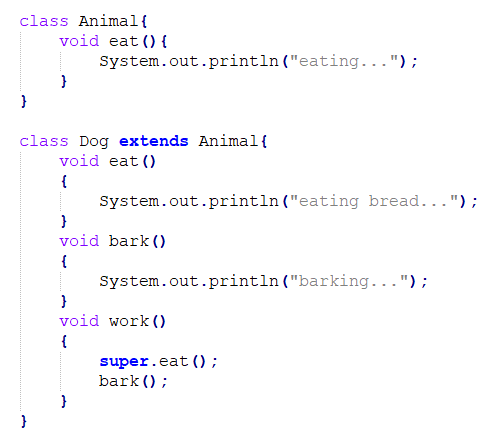 class Animal{
    void eat(){
        System.out.println("eating...");
    }
}

class Dog extends Animal{
    void eat()
    {
        System.out.println("eating bread...");
    }
    void bark()
    {
        System.out.println("barking...");
    }
    void work()
    {
        super.eat();
        bark();
    }
}